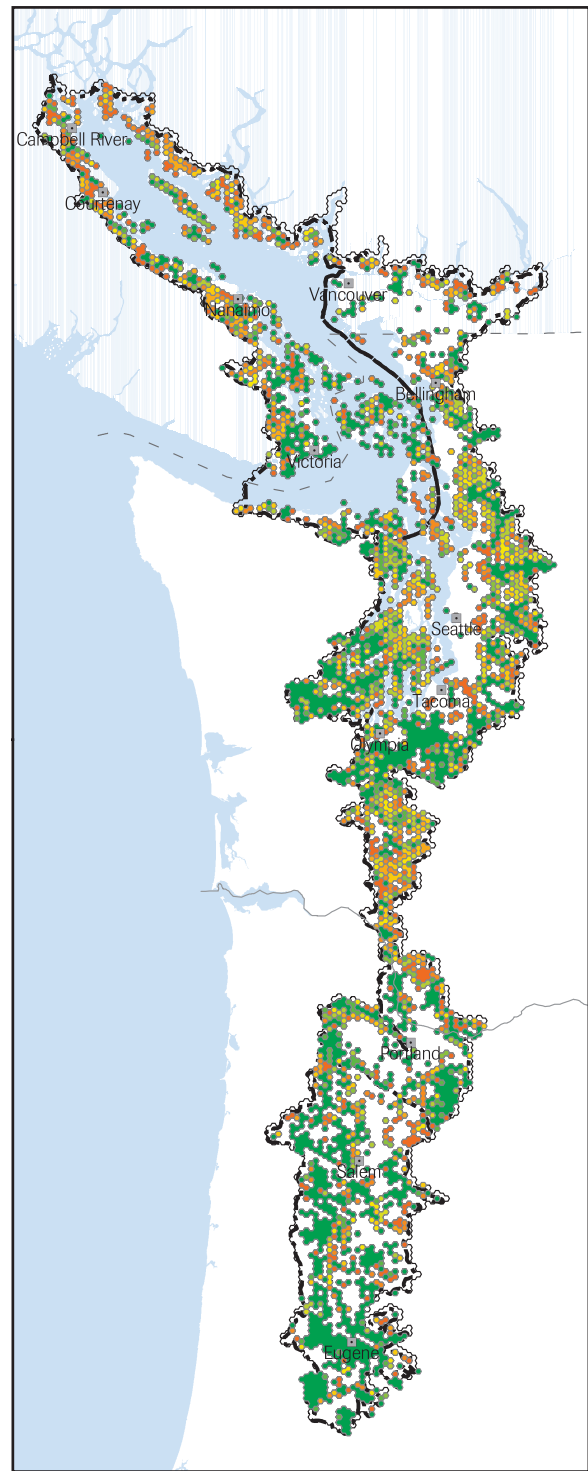 Campbell River
Courtenay
Vancouver
Nanaimo
Bellingham
Victoria
Seattle
Tacoma
Olympia
Portland
Salem
Eugene